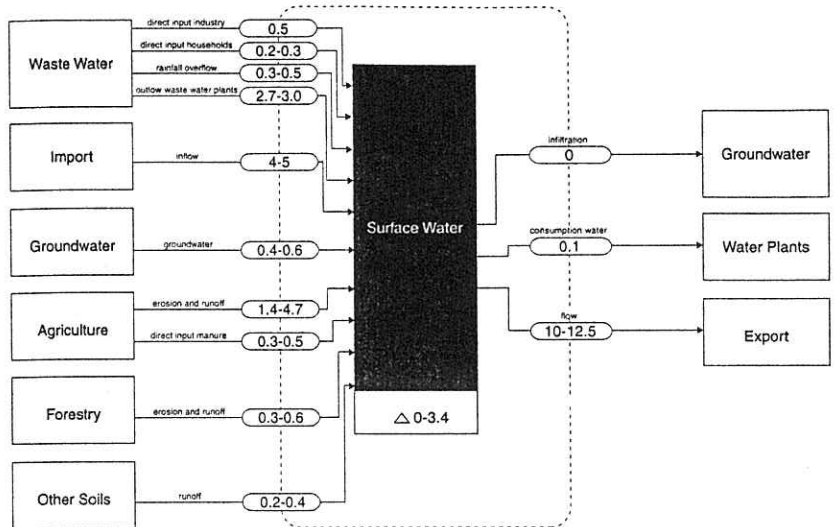 direct input industry
0.5
direct input households
0.2-0.3
Waste Water
rainfall overflow
0.3-0.5
outlow waste water plants
2.7-3.0
Import
inflow
4-5
Groundwater
groundwater
0.4-0.6
Agriculture
erosion and runoff
1.4-4.7
direct input manure
0.3-0.5
Forestry
erosion and runoff
0.3-0.6
Other Soils
runoff
0.2-0.4
Surface Water
△ 0-3.4
infiltration
0
Groundwater
consumption water
0.1
Water Plants
flow
10-12.5
Export